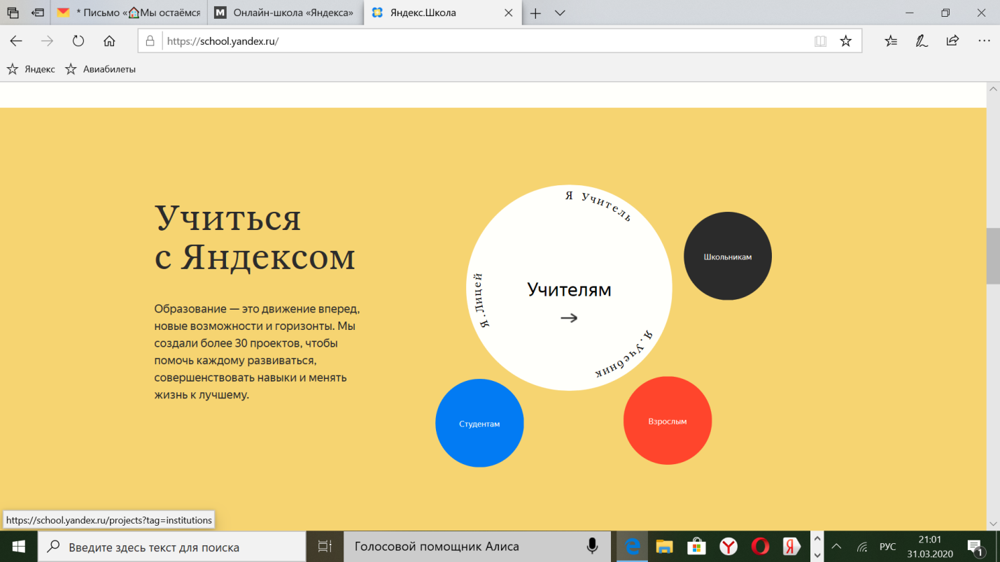 * Письмо «🏠Мы остаёмся
M Онлайн-школа «Яндекса»
Яндекс.Школа
https://school.yandex.ru/
Яндекс
Авиабилеты
Учиться
с Яндексом
Образование — это движение вперед,
новые возможности и горизонты. Мы
создали более 30 проектов, чтобы
помочь каждому развиваться,
совершенствовать навыки и менять
жизнь к лучшему.
Я Учитель
Я.Лицей
Учителям
→
Я.Учебник
Школьникам
Студентам
Взрослым
https://school.yandex.ru/projects?tag=institutions
Введите здесь текст для поиска
Голосовой помощник Алиса
РУС
21:01
31.03.2020
1